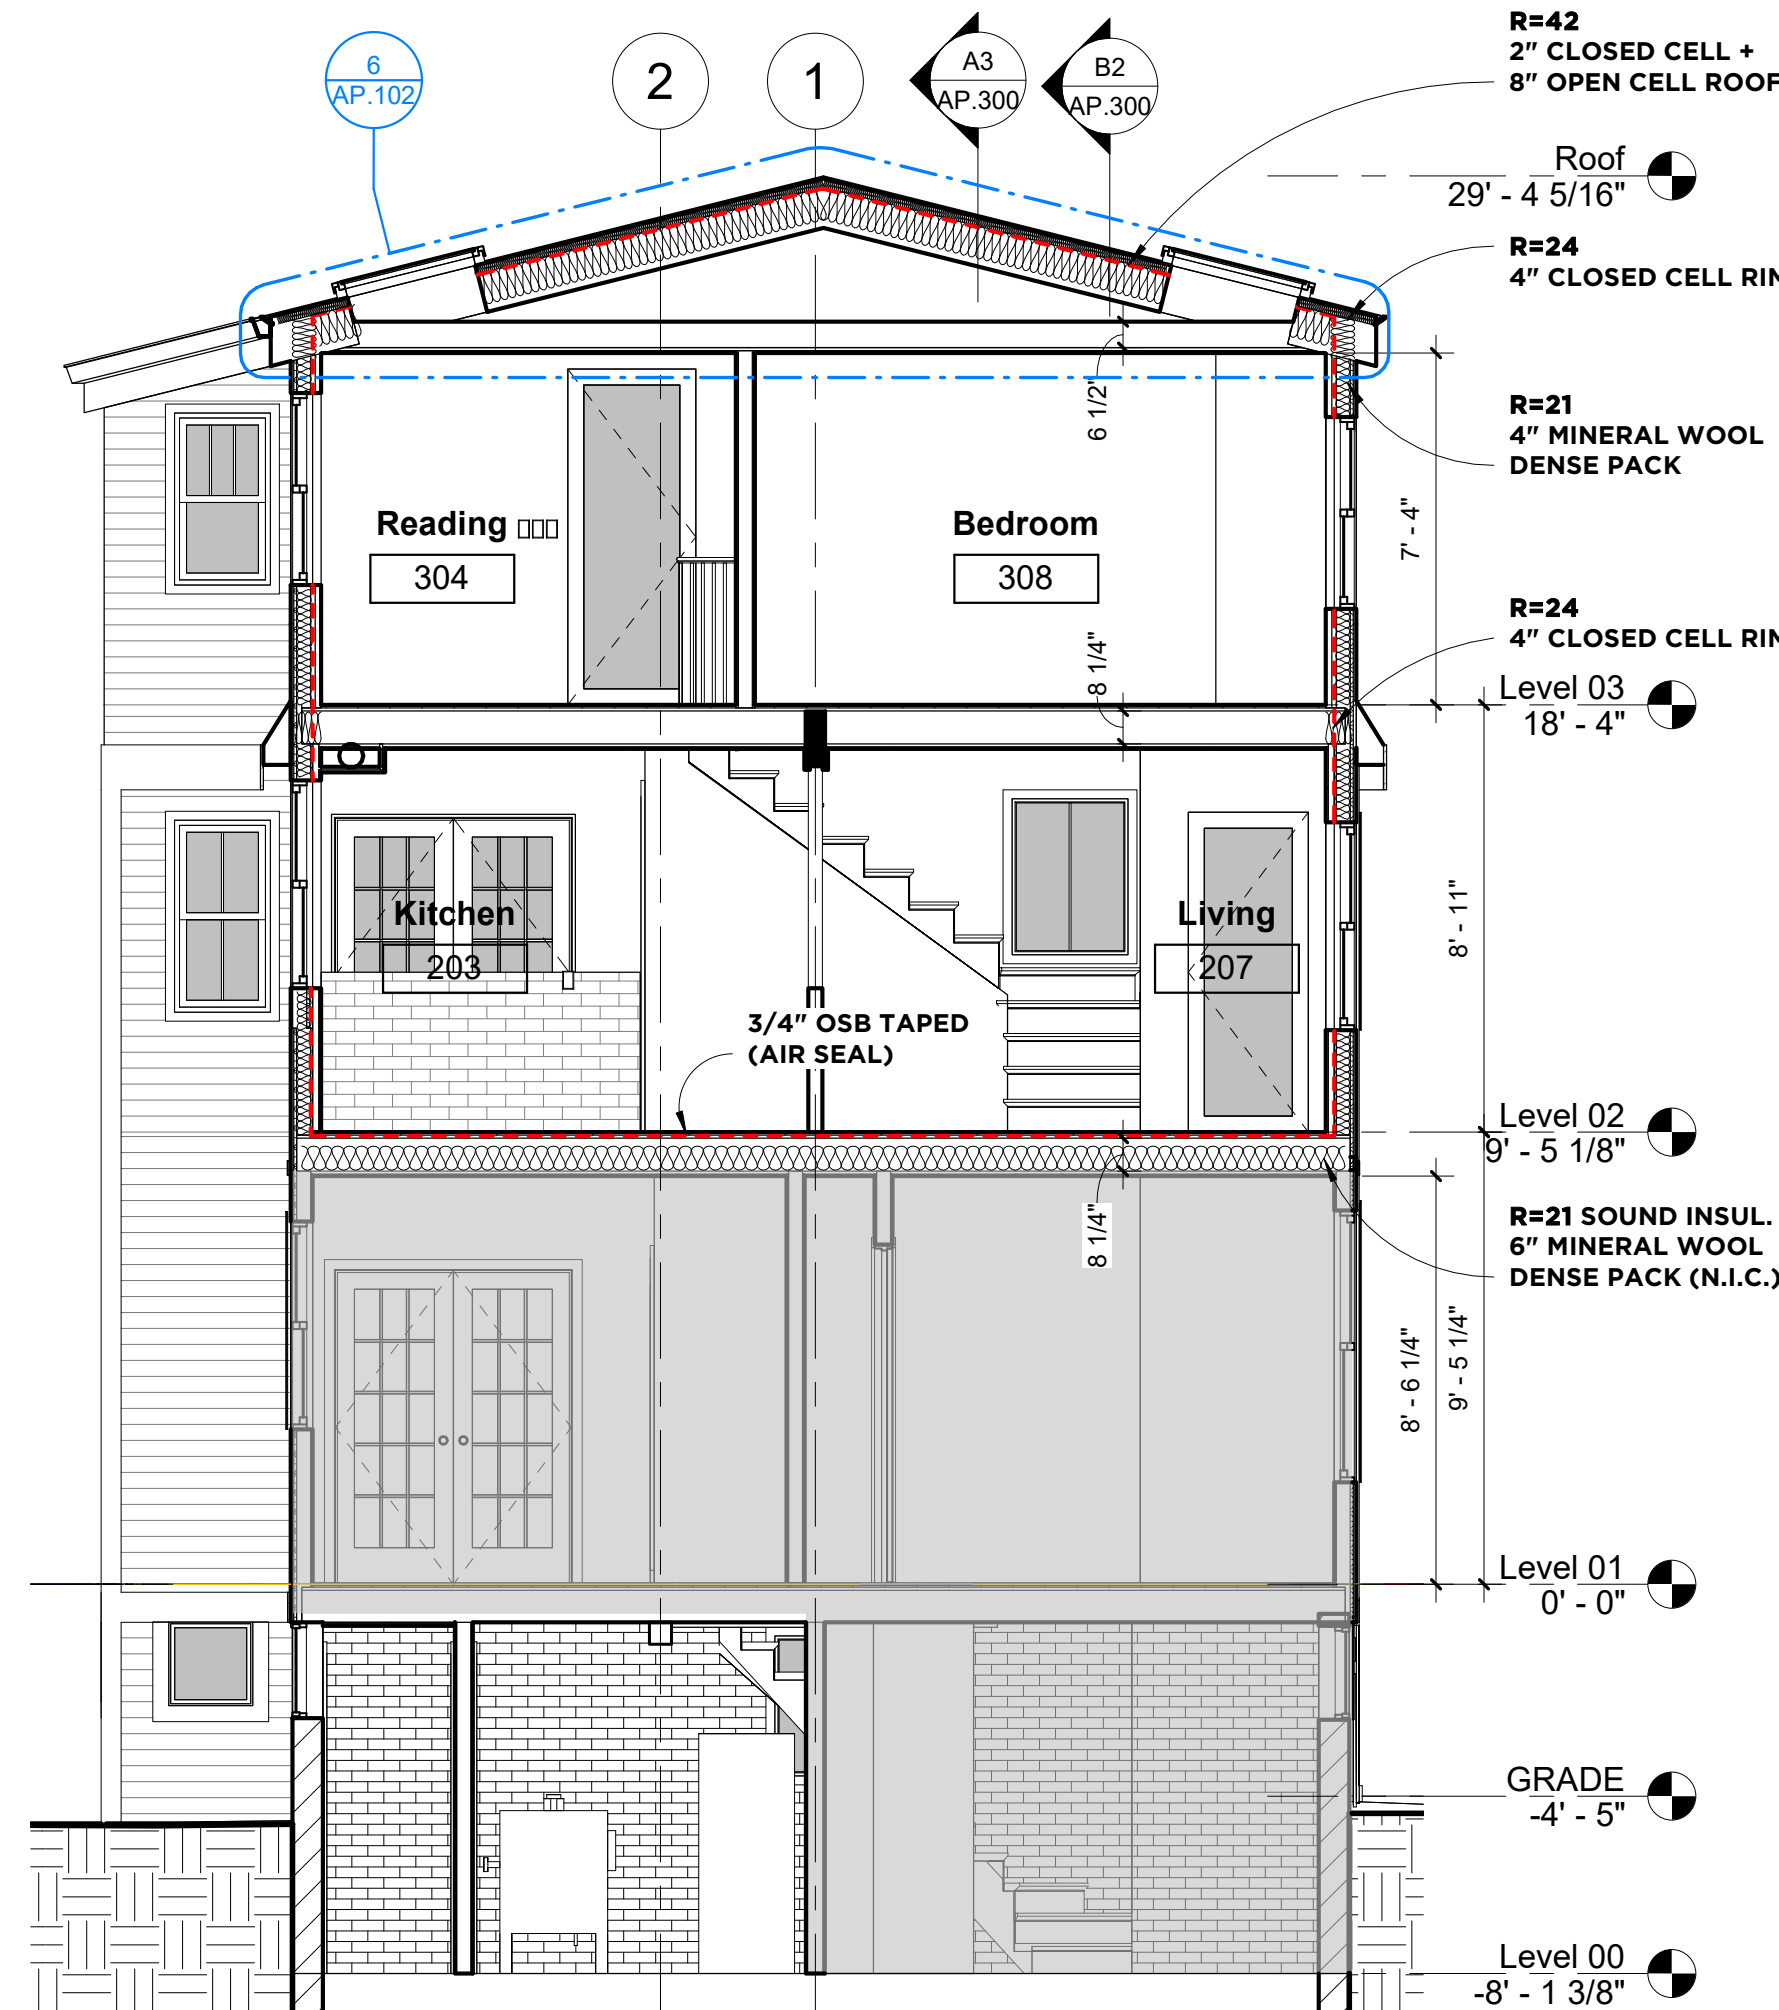 6
AP.102
2
1
A3
AP.300
B2
AP.300
R=42
2" CLOSED CELL +
8" OPEN CELL ROOF
Roof
29' - 4 5/16"
R=24
4" CLOSED CELL
6 1/2"
R=21
4" MINERAL WOOL
DENSE PACK
7' - 4"
Reading
304
Bedroom
308
R=24
4" CLOSED CELL
8 1/4"
Level 03
18' - 4"
Kitchen
203
Living
207
8' - 11"
3/4" OSB TAPED
(AIR SEAL)
Level 02
9' - 5 1/8"
8 1/4"
R=21 SOUND INSUL.
6" MINERAL WOOL
DENSE PACK (N.I.C.)
8' - 6 1/4"
9' - 5 1/4"
Level 01
0' - 0"
GRADE
-4' - 5"
Level 00
-8' - 1 3/8"